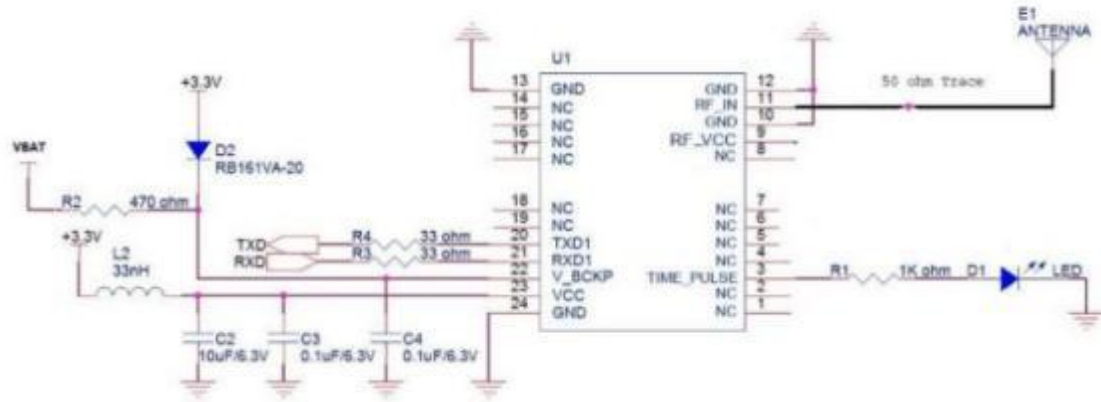 E1
ANTENNA
U1
50 ohm Trace
+3.3V
D2
RB161VA-20
VBAT
R2 470 ohm
+3.3V
L2
33nH
TXD R4 33 ohm
RXD R3 33 ohm
13 GND
14 NC
15 NC
16 NC
17 NC
18 NC
19 NC
20 TXD1
21 RXD1
22 V_BCKP
23 VCC
24 GND
GND 12
RF_IN 11
GND 10
RF_VCC 9
NC 8
NC 7
NC 6
NC 5
NC 4
TIME_PULSE 3
NC 2
NC 1
R1 1K ohm D1 LED
C2
10uF/6.3V
C3
0.1uF/6.3V
C4
0.1uF/6.3V